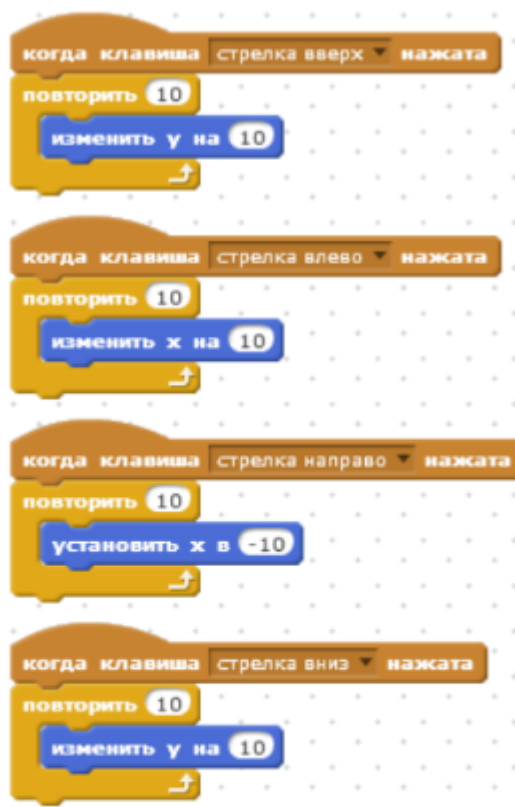 когда клавиша стрелка вверх нажата
повторить 10
изменить y на 10
когда клавиша стрелка влево нажата
повторить 10
изменить x на 10
когда клавиша стрелка направо нажата
повторить 10
установить x в -10
когда клавиша стрелка вниз нажата
повторить 10
изменить y на 10